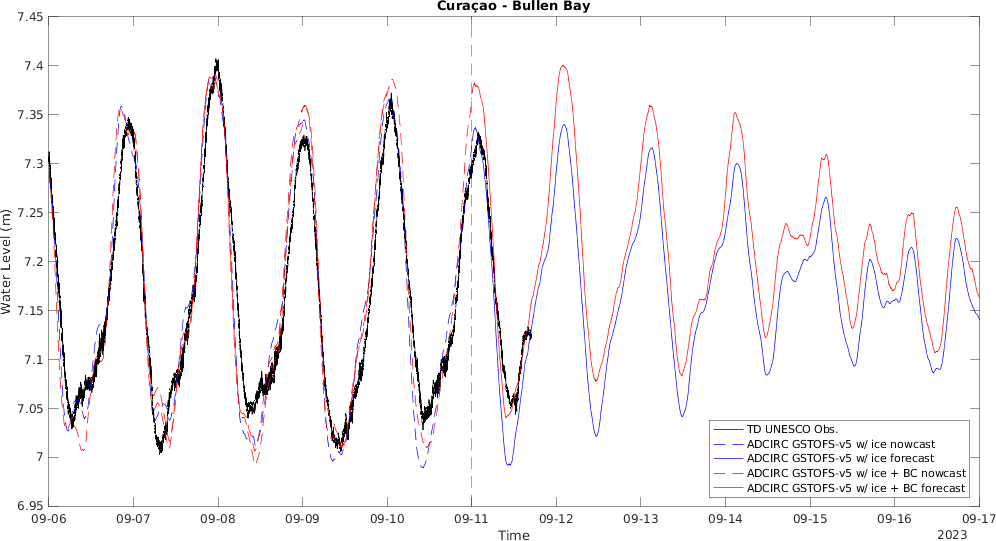 Curaçao - Bullen Bay
7.45
7.4
7.35
7.3
7.25
7.2
7.15
7.1
7.05
7
6.95
Water Level (m)
TD UNESCO Obs.
ADCIRC GSTOFS-v5 w/ ice nowcast
ADCIRC GSTOFS-v5 w/ ice forecast
ADCIRC GSTOFS-v5 w/ ice + BC nowcast
ADCIRC GSTOFS-v5 w/ ice + BC forecast
09-06 09-07 09-08 09-09 09-10 09-11 09-12 09-13 09-14 09-15 09-16 09-17
Time
2023